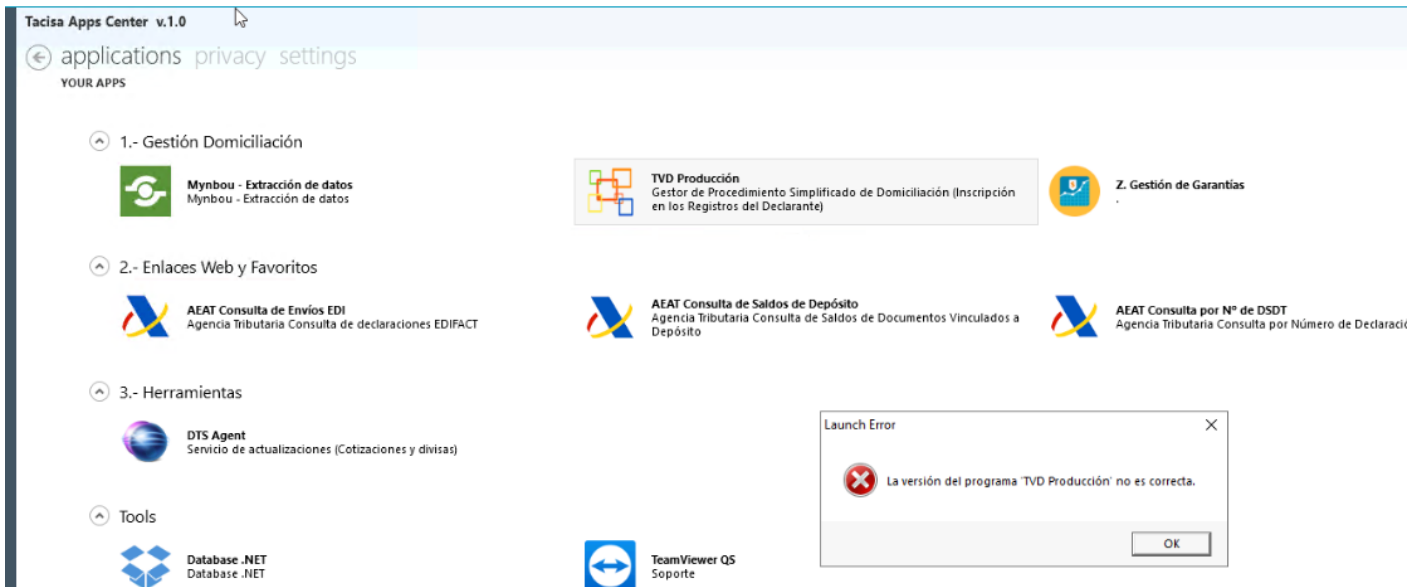 Tacisa Apps Center v.1.0
applications privacy settings
YOUR APPS
1.- Gestión Domiciliación
Mynbou - Extracción de datos
Mynbou - Extracción de datos
TVD Producción
Gestor de Procedimiento Simplificado de Domiciliación (Inscripción
en los Registros del Declarante)
Z. Gestión de Garantías
.
2.- Enlaces Web y Favoritos
AEAT Consulta de Envíos EDI
Agencia Tributaria Consulta de declaraciones EDIFACT
AEAT Consulta de Saldos de Depósito
Agencia Tributaria Consulta de Saldos de Documentos Vinculados a
Depósito
AEAT Consulta por Nº de DSDT
Agencia Tributaria Consulta por Número de Declaració
3.- Herramientas
DTS Agent
Servicio de actualizaciones (Cotizaciones y divisas)
Launch Error
La versión del programa 'TVD Producción' no es correcta.
OK
Tools
Database .NET
Database .NET
TeamViewer QS
Soporte